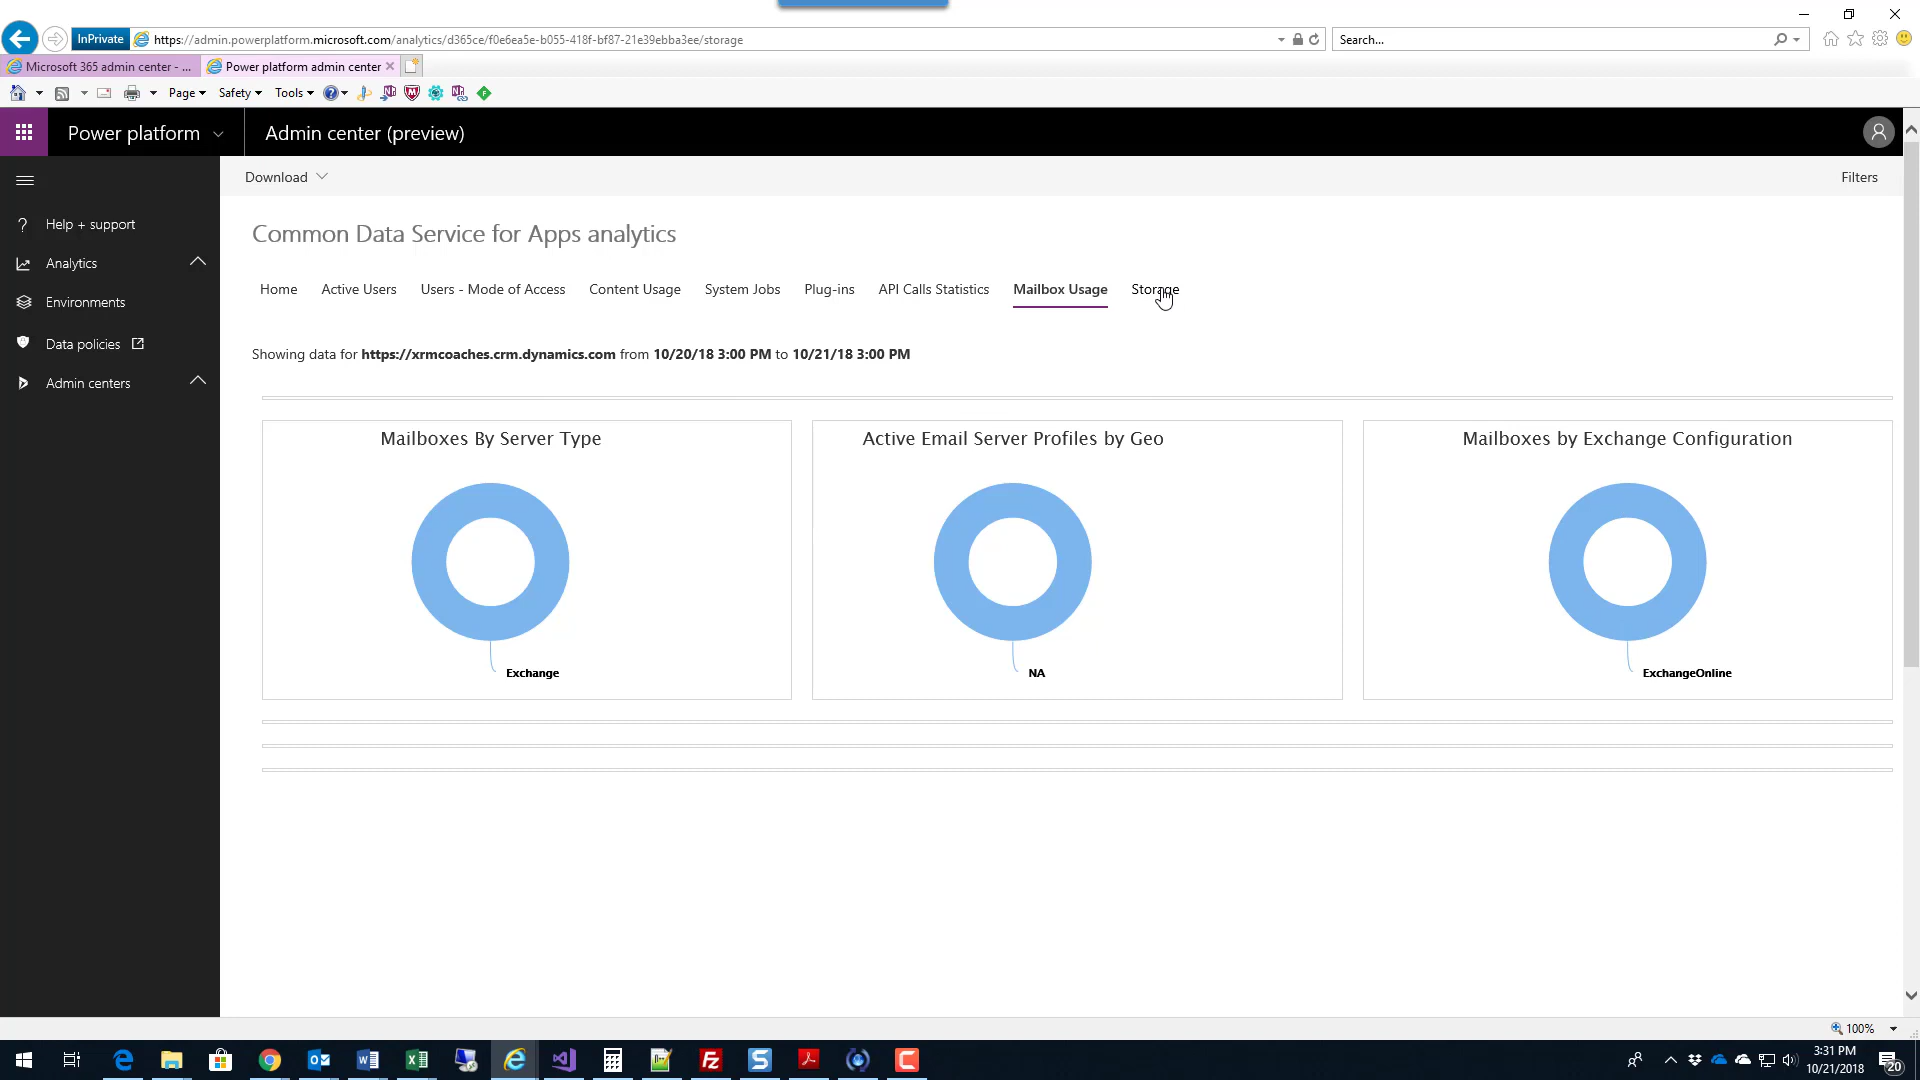 InPrivate
https://admin.powerplatform.microsoft.com/analytics/d365ce/f0e6ea5e-b055-418f-bf87-21e39ebba3ee/storage
Search...
Microsoft 365 admin center - ...
Power platform admin center
Page
Safety
Tools
Power platform
Admin center (preview)
Download
Filters
Help + support
Analytics
Environments
Data policies
Admin centers
Common Data Service for Apps analytics
Home
Active Users
Users - Mode of Access
Content Usage
System Jobs
Plug-ins
API Calls Statistics
Mailbox Usage
Storage
Showing data for https://xrmcoaches.crm.dynamics.com from 10/20/18 3:00 PM to 10/21/18 3:00 PM
Mailboxes By Server Type
Exchange
Active Email Server Profiles by Geo
NA
Mailboxes by Exchange Configuration
ExchangeOnline
100%
3:31 PM
10/21/2018
20